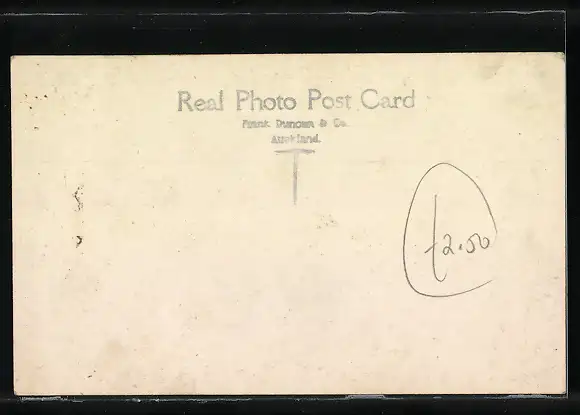 Real Photo Post Card
Frank Duncan & Co.
Auckland.
£2.50